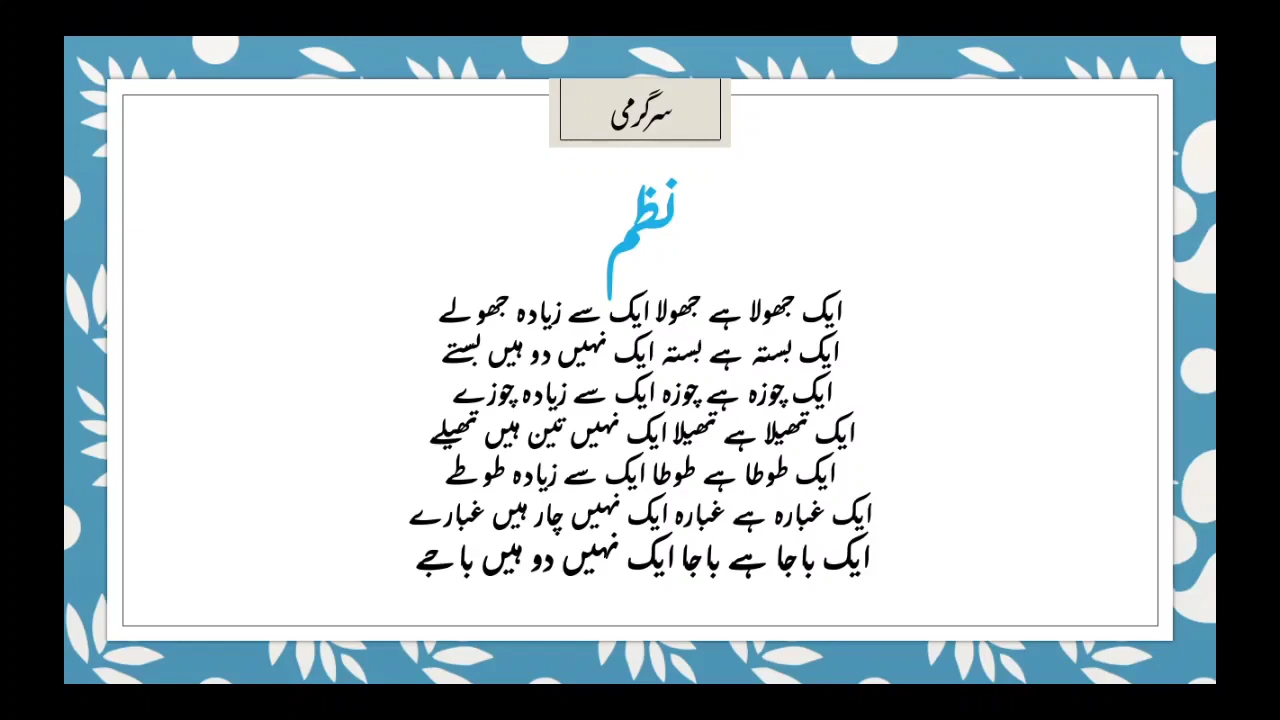 سرگرمی
نظم
ایک جھولا ہے جھولا ایک سے زیادہ جھولے
ایک بستہ ہے بستہ ایک نہیں دو ہیں بستے
ایک چوزہ ہے چوزہ ایک سے زیادہ چوزے
ایک تھیلا ہے تھیلا ایک نہیں تین ہیں تھیلے
ایک طوطا ہے طوطا ایک سے زیادہ طوطے
ایک غبارہ ہے غبارہ ایک نہیں چار ہیں غبارے
ایک باجا ہے باجا ایک نہیں دو ہیں باجے